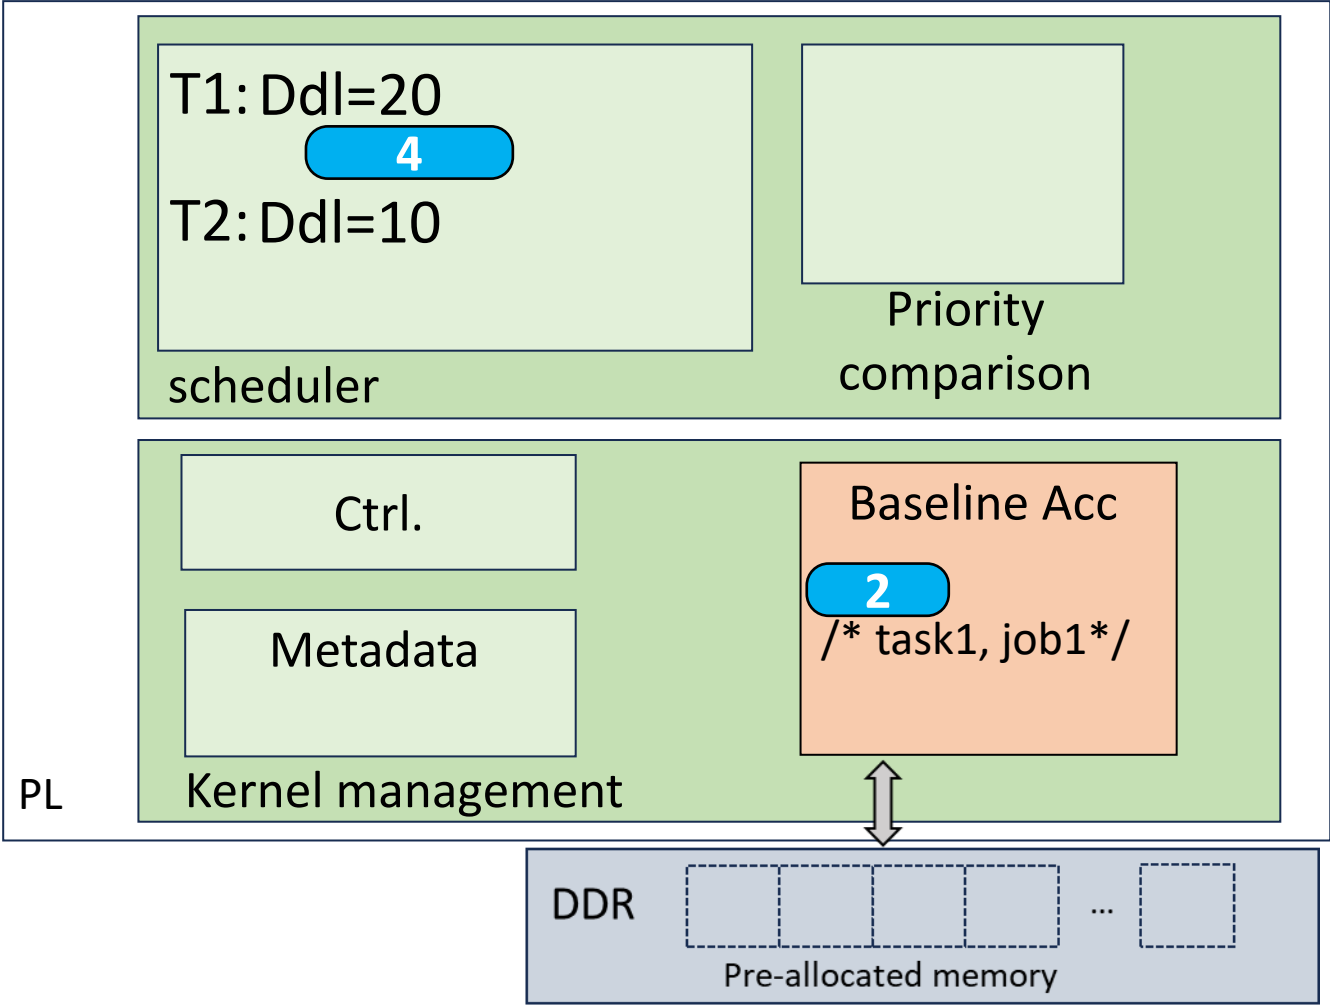 T1: Ddl=20
4
T2: Ddl=10
scheduler
Priority
comparison
Ctrl.
Metadata
Kernel management
Baseline Acc
2
/* task1, job1*/
PL
DDR
...
Pre-allocated memory